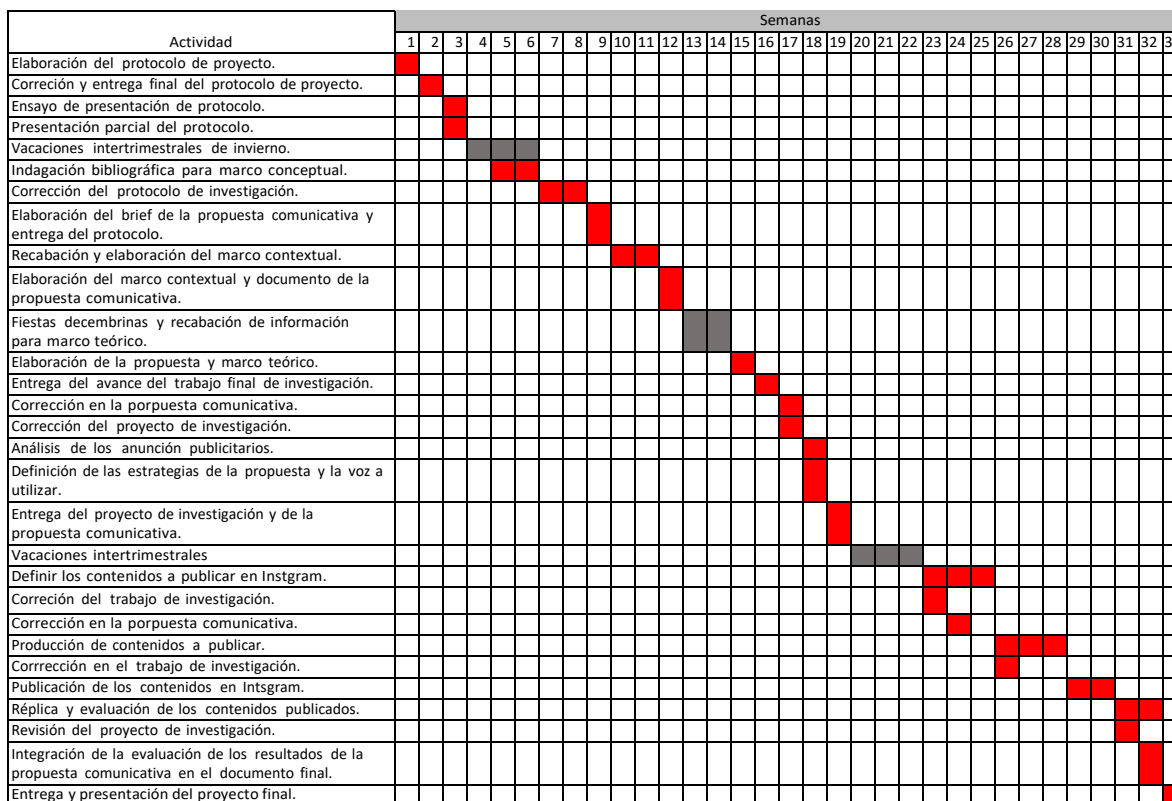 Semanas
Actividad 1 2 3 4 5 6 7 8 9 10 11 12 13 14 15 16 17 18 19 20 21 22 23 24 25 26 27 28 29 30 31 32
Elaboración del protocolo de proyecto.
Correción y entrega final del protocolo de proyecto.
Ensayo de presentación de protocolo.
Presentación parcial del protocolo.
Vacaciones intertrimestrales de invierno.
Indagación bibliográfica para marco conceptual.
Corrección del protocolo de investigación.
Elaboración del brief de la propuesta comunicativa y
entrega del protocolo.
Recabación y elaboración del marco contextual.
Elaboración del marco contextual y documento de la
propuesta comunicativa.
Fiestas decembrinas y recabación de información
para marco teórico.
Elaboración de la propuesta y marco teórico.
Entrega del avance del trabajo final de investigación.
Corrección en la porpuesta comunicativa.
Corrección del proyecto de investigación.
Análisis de los anunción publicitarios.
Definición de las estrategias de la propuesta y la voz a
utilizar.
Entrega del proyecto de investigación y de la
propuesta comunicativa.
Vacaciones intertrimestrales
Definir los contenidos a publicar en Instgram.
Correción del trabajo de investigación.
Corrección en la porpuesta comunicativa.
Producción de contenidos a publicar.
Corrrección en el trabajo de investigación.
Publicación de los contenidos en Intsgram.
Réplica y evaluación de los contenidos publicados.
Revisión del proyecto de investigación.
Integración de la evaluación de los resultados de la
propuesta comunicativa en el documento final.
Entrega y presentación del proyecto final.